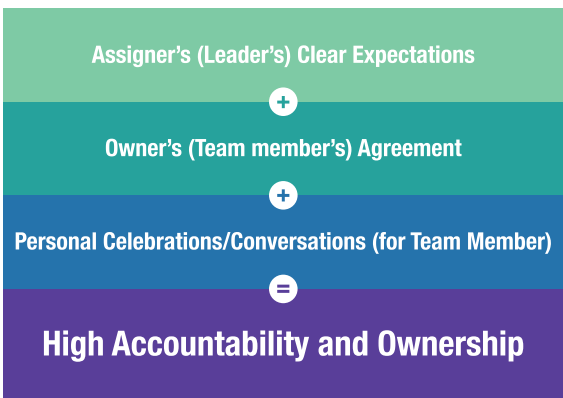 Assigner’s (Leader’s) Clear Expectations
+
Owner’s (Team member’s) Agreement
+
Personal Celebrations/Conversations (for Team Member)
=
High Accountability and Ownership